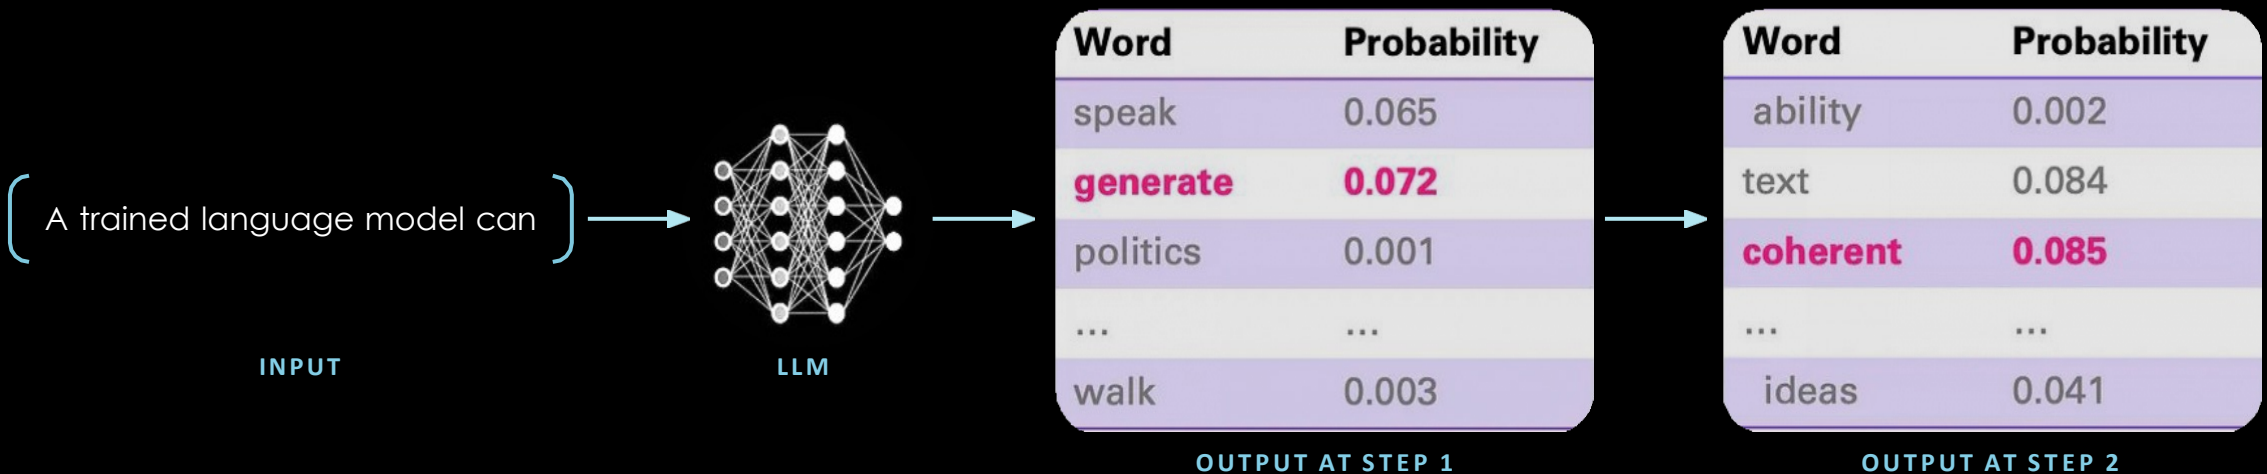 A trained language model can
INPUT
LLM
Word Probability
speak 0.065
generate 0.072
politics 0.001
... ...
walk 0.003
OUTPUT AT STEP 1
Word Probability
ability 0.002
text 0.084
coherent 0.085
... ...
ideas 0.041
OUTPUT AT STEP 2